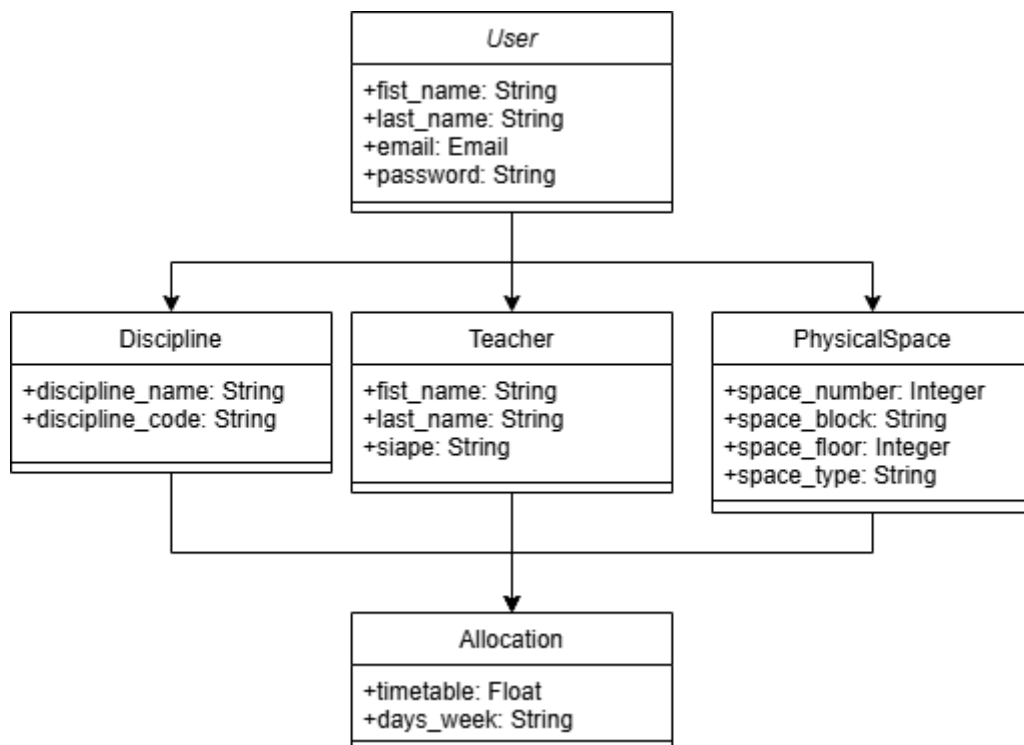 User
+fist_name: String
+last_name: String
+email: Email
+password: String
Discipline
+discipline_name: String
+discipline_code: String
Teacher
+fist_name: String
+last_name: String
+siape: String
PhysicalSpace
+space_number: Integer
+space_block: String
+space_floor: Integer
+space_type: String
Allocation
+timetable: Float
+days_week: String